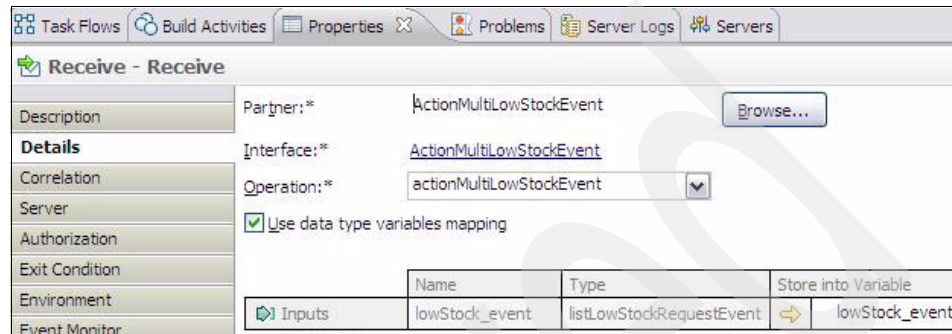 Task Flows Build Activities Properties Problems Server Logs Servers
Receive - Receive
Description
Details
Correlation
Server
Authorization
Exit Condition
Environment
Event Monitor
Partner:* ActionMultiLowStockEvent Browse...
Interface:* ActionMultiLowStockEvent
Operation:* actionMultiLowStockEvent
Use data type variables mapping
Name Type Store into Variable
Inputs lowStock_event listLowStockRequestEvent lowStock_event